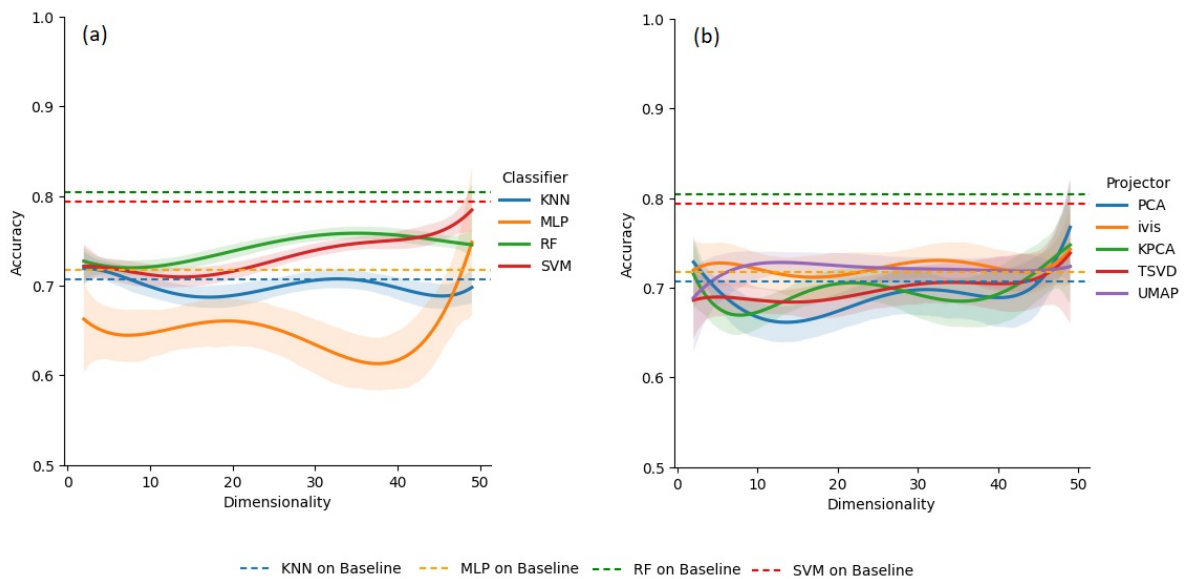 (a)
1.0
0.9
0.8
0.7
0.6
0.5
Accuracy
0 10 20 30 40 50
Dimensionality
Classifier
KNN
MLP
RF
SVM
(b)
1.0
0.9
0.8
0.7
0.6
0.5
Accuracy
0 10 20 30 40 50
Dimensionality
Projector
PCA
ivis
KPCA
TSVD
UMAP
KNN on Baseline MLP on Baseline RF on Baseline SVM on Baseline